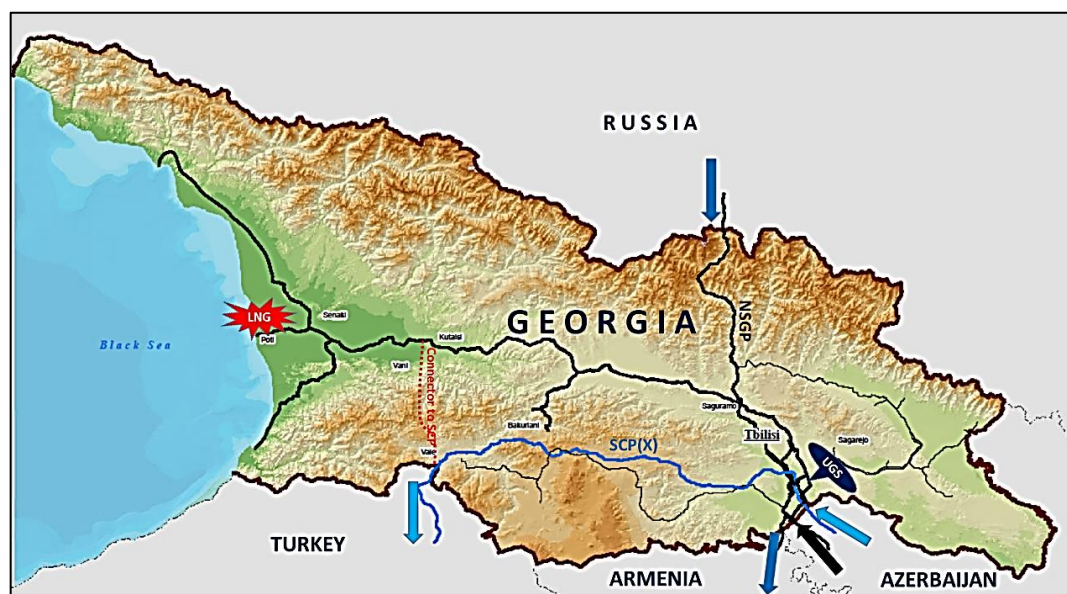 RUSSIA
GEORGIA
NSGP
LNG
Senaki
Poti
Black Sea
Kutaisi
Vani
Connector to SCP
Saguramo
Bakuriani
Tbilisi
Sagarejo
SCP(X)
Vale
UGS
TURKEY
ARMENIA
AZERBAIJAN